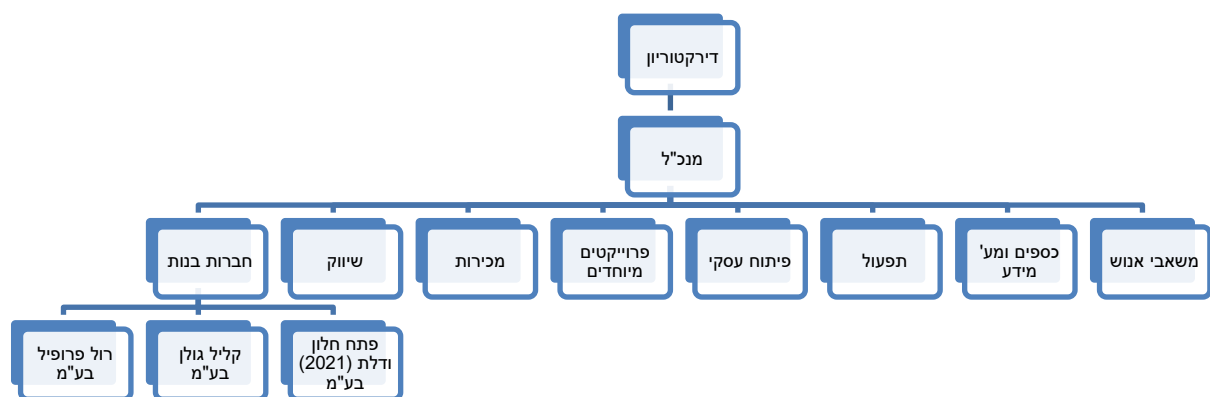 דירקטוריון
מנכ"ל
משאבי אנוש
כספים ומע'
מידע
תפעול
פיתוח עסקי
פרוייקטים
מיוחדים
מכירות
שיווק
חברות בנות
פתח חלון
ודלת (2021)
בע"מ
קליל גולן
בע"מ
רול פרופיל
בע"מ